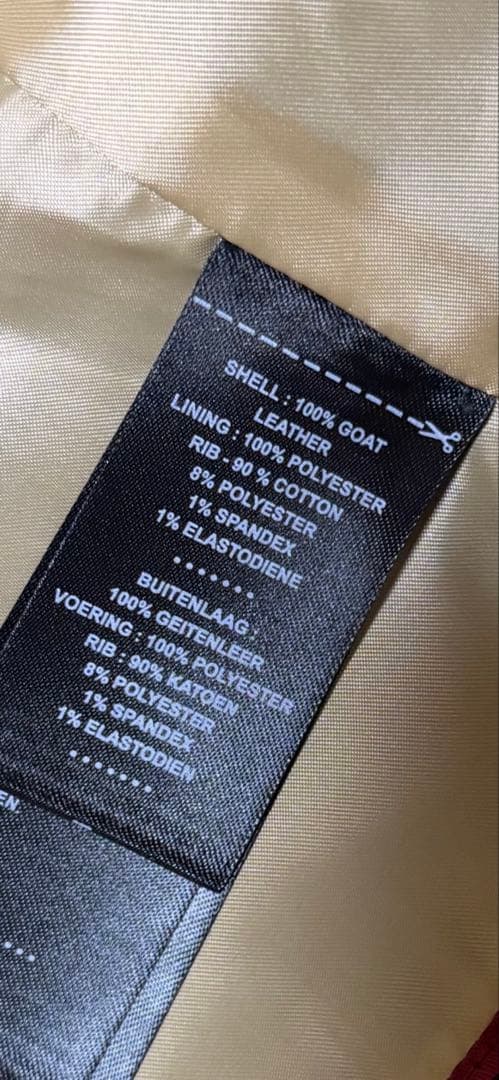 SHELL : 100% GOAT
LEATHER
LINING : 100% POLYESTER
RIB - 90 % COTTON
8% POLYESTER
1% SPANDEX
1% ELASTODIENE
.......
BUITENLAAG :
100% GEITENLEER
VOERING : 100% POLYESTER
RIB : 90% KATOEN
8% POLYESTER
1% SPANDEX
1% ELASTODIEN
.......
EN.